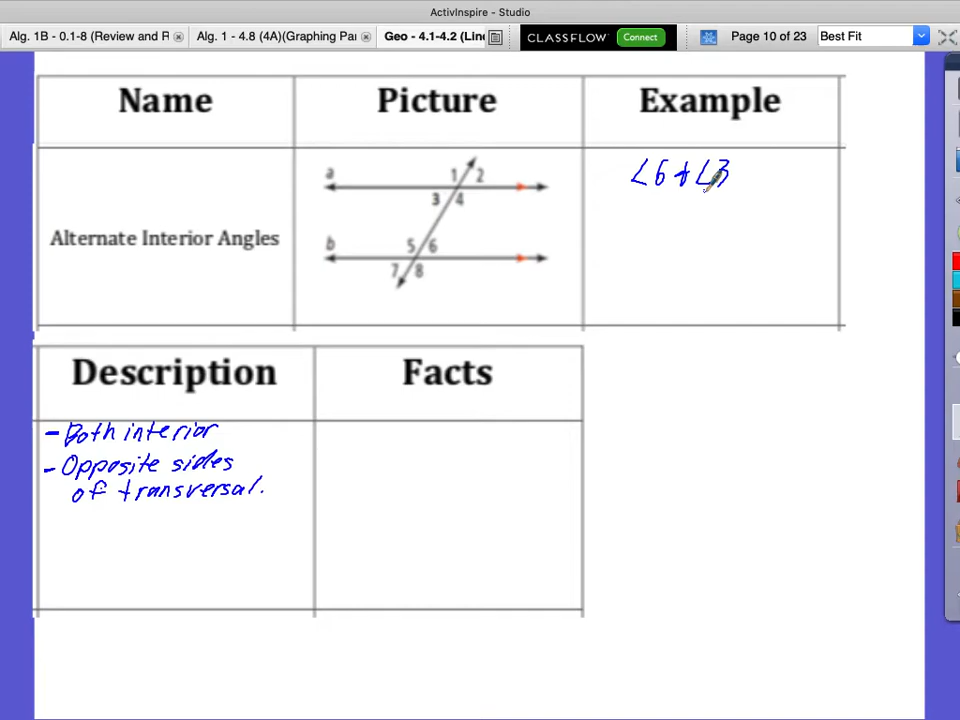 ActivInspire - Studio
Alg. 1B - 0.1-8 (Review and R
Alg. 1 - 4.8 (4A)(Graphing Par
Geo - 4.1-4.2 (Line
CLASSFLOW
Connect
Page 10 of 23
Best Fit
Name
Picture
Example
Alternate Interior Angles
a
1
2
3
4
b
5
6
7
8
∠6 + ∠3
Description
Facts
- Both interior
- Opposite sides
of transversal.